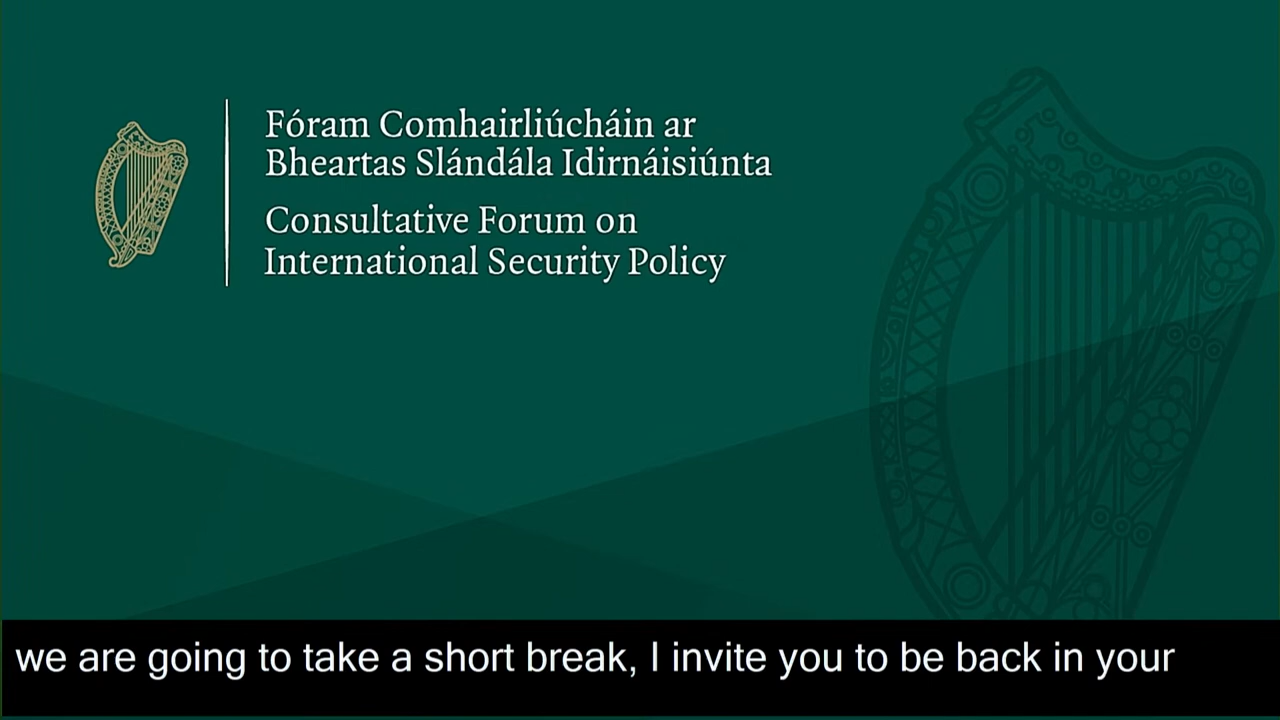 Fóram Comhairliúcháin ar
Bheartas Slándála Idirnáisiúnta
Consultative Forum on
International Security Policy
we are going to take a short break, I invite you to be back in your